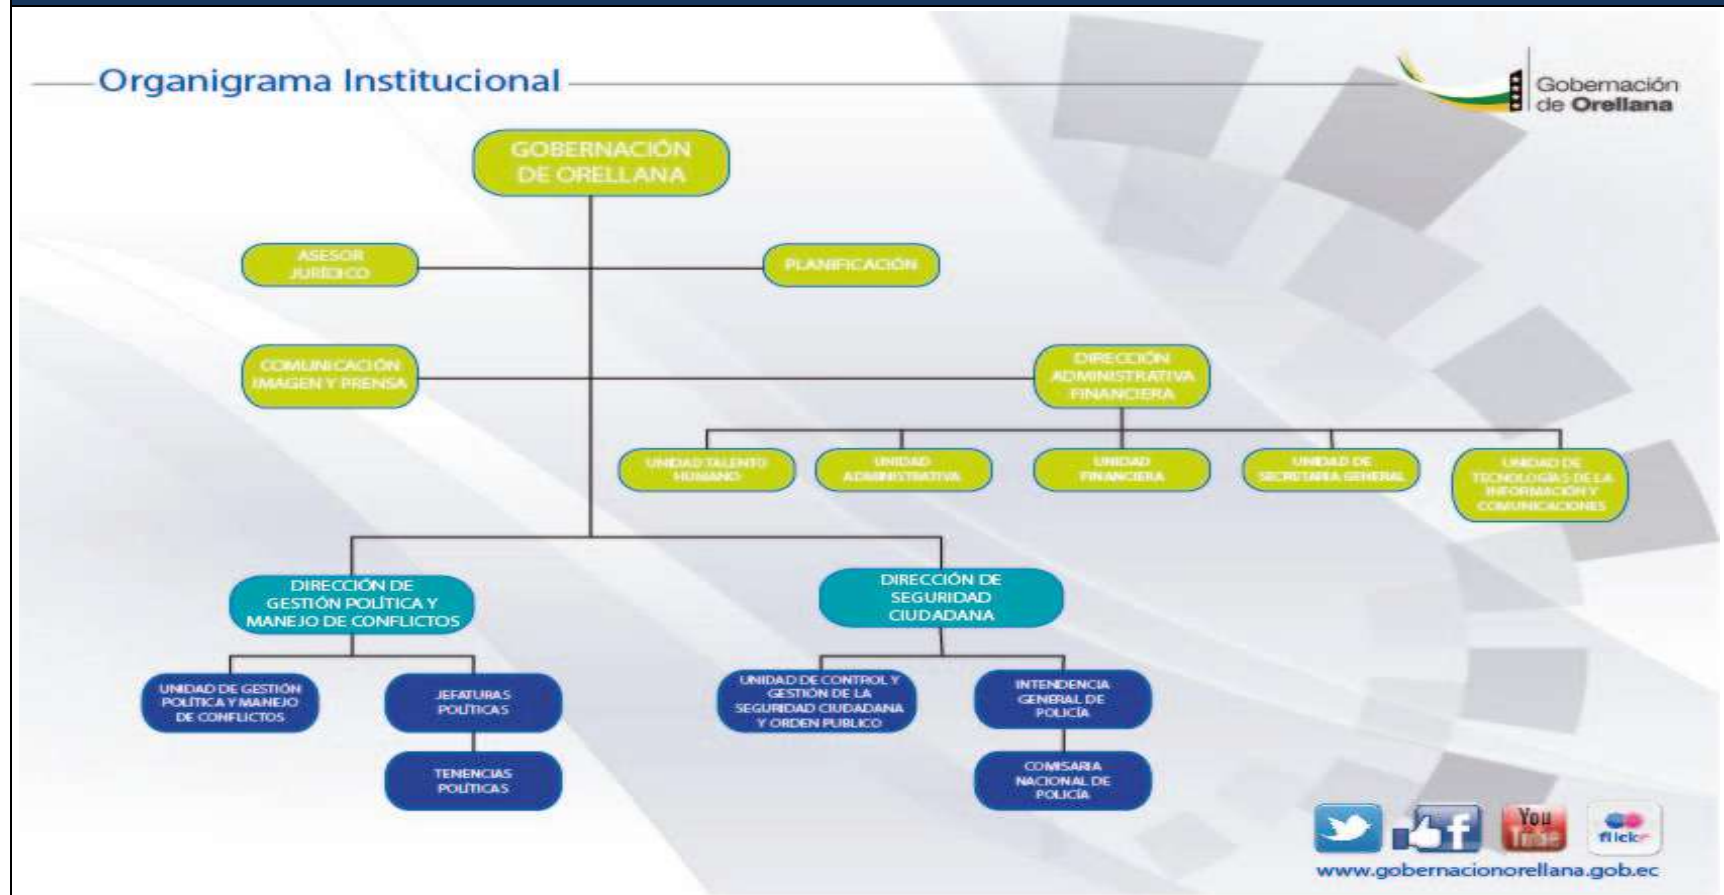 Organigrama Institucional
Gobernación
de Orellana
GOBERNACIÓN
DE ORELLANA
ASESOR
JURÍDICO
PLANIFICACIÓN
COMUNICACIÓN
IMAGEN Y PRENSA
DIRECCIÓN
ADMINISTRATIVA
FINANCIERA
UNIDAD TALENTO
HUMANO
UNIDAD
ADMINISTRATIVA
UNIDAD
FINANCIERA
UNIDAD DE
SECRETARIA GENERAL
UNIDAD DE
TECNOLOGÍAS DE LA
INFORMACIÓN Y
COMUNICACIONES
DIRECCIÓN DE
GESTIÓN POLÍTICA Y
MANEJO DE CONFLICTOS
DIRECCIÓN DE
SEGURIDAD
CIUDADANA
UNIDAD DE GESTIÓN
POLÍTICA Y MANEJO
DE CONFLICTOS
JEFATURAS
POLÍTICAS
UNIDAD DE CONTROL Y
GESTIÓN DE LA
SEGURIDAD CIUDADANA
Y ORDEN PUBLICO
INTENDENCIA
GENERAL DE
POLICÍA
TENENCIAS
POLÍTICAS
COMISARIA
NACIONAL DE
POLICÍA
You
Tube
flickr
www.gobernacionorellana.gob.ec